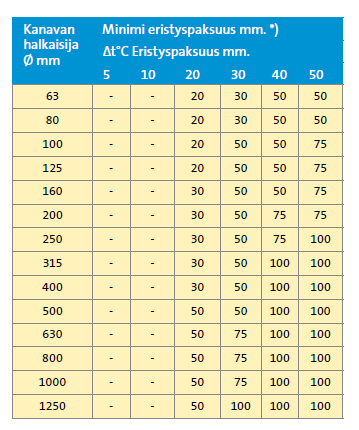 Kanavan halkaisija Ø mm	Minimi eristyspaksuus mm. *)
Δt°C Eristyspaksuus mm.
5	10	20	30	40	50
63	-	-	20	30	50	50
80	-	-	20	30	50	50
100	-	-	20	50	50	75
125	-	-	20	50	50	75
160	-	-	30	50	50	75
200	-	-	30	50	75	75
250	-	-	30	50	75	100
315	-	-	30	50	100	100
400	-	-	30	50	100	100
500	-	-	50	50	100	100
630	-	-	50	75	100	100
800	-	-	50	75	100	100
1000	-	-	50	75	100	100
1250	-	-	50	100	100	100